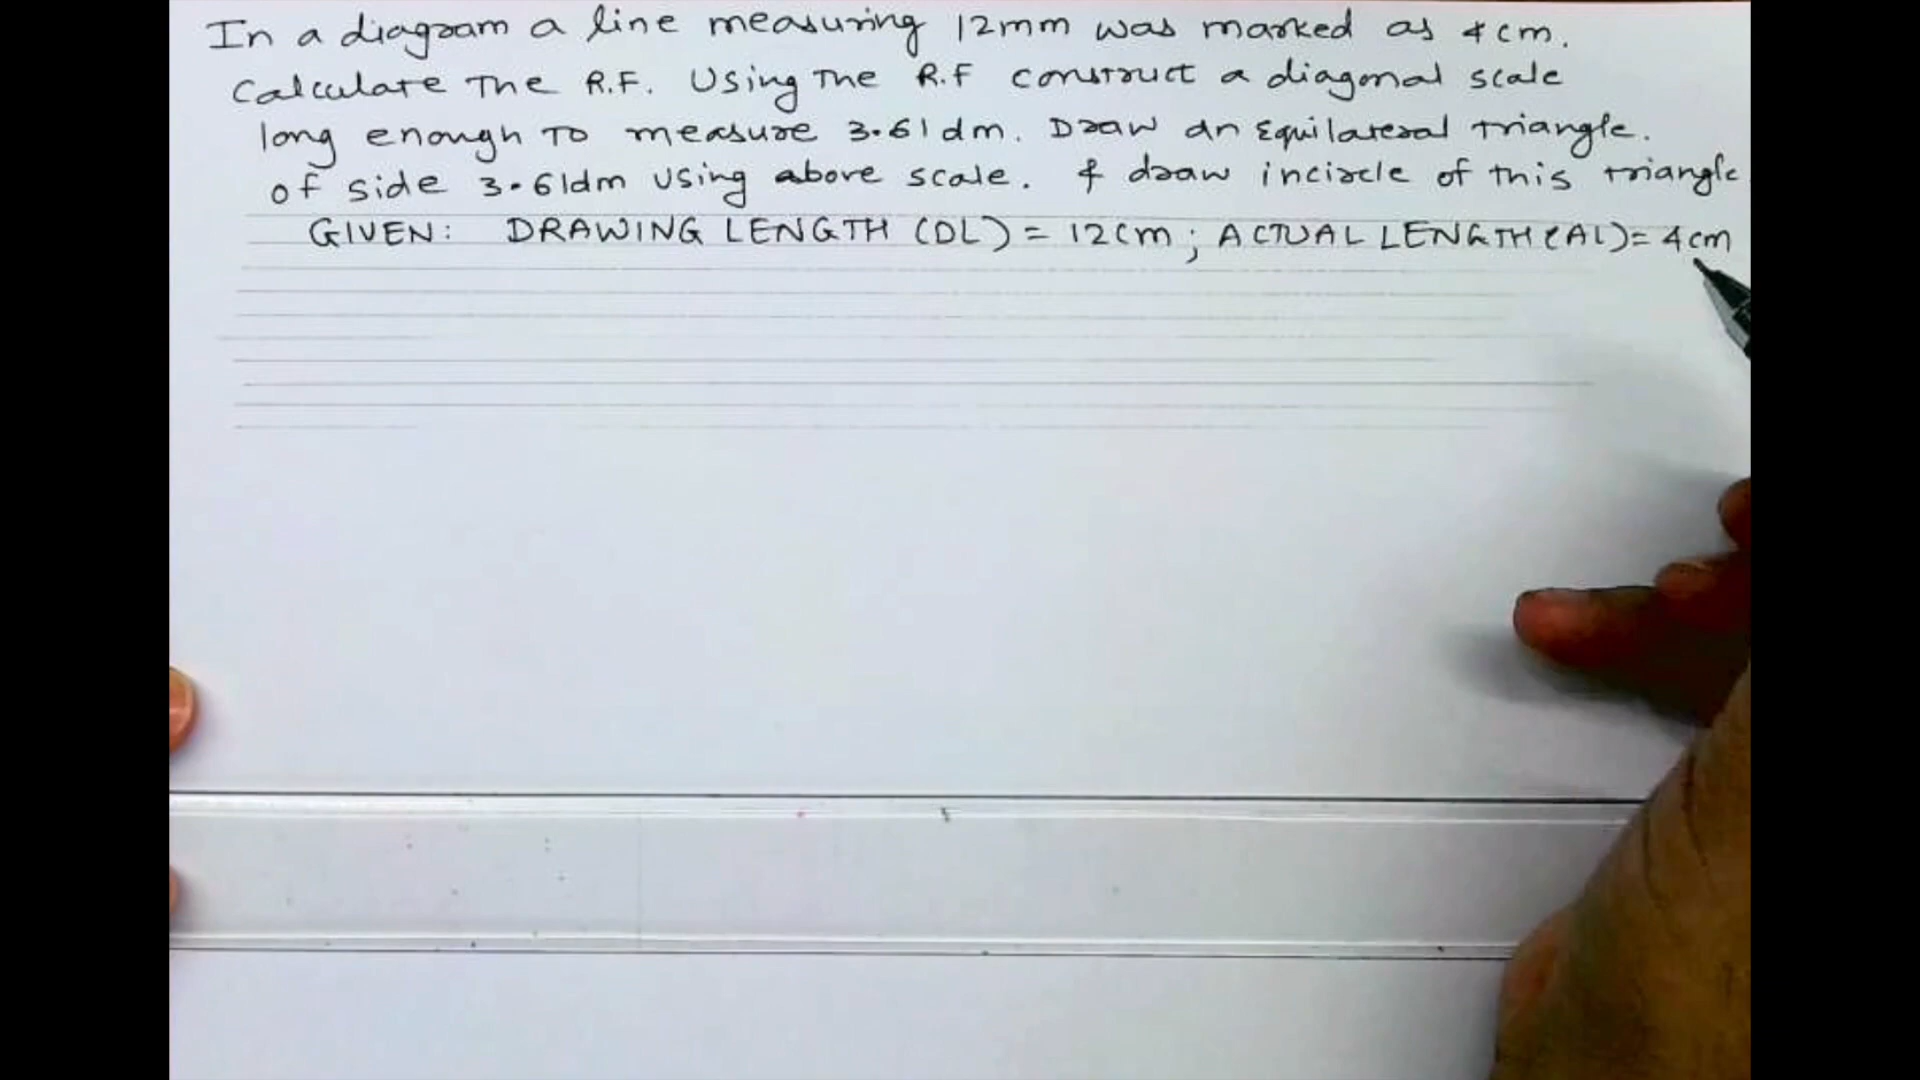 In a diagram a line measuring 12mm was marked as 4cm.
Calculate The R.F. Using The R.F construct a diagonal scale
long enough to measure 3.61dm. Draw an Equilateral triangle.
of side 3.61dm using above scale. & draw incircle of this triangle
GIVEN: DRAWING LENGTH (DL) = 12cm; ACTUAL LENGTH (AL) = 4cm